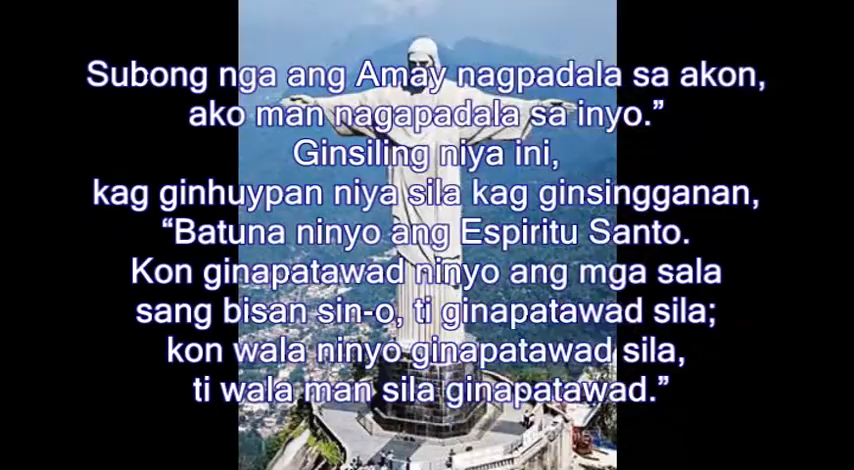 Subong nga ang Amay nagpadala sa akon,
ako man nagapadala sa inyo.”
Ginsiling niya ini,
kag ginhuypan niya sila kag ginsingganan,
“Batuna ninyo ang Espiritu Santo.
Kon ginapatawad ninyo ang mga sala
sang bisan sin-o, ti ginapatawad sila;
kon wala ninyo ginapatawad sila,
ti wala man sila ginapatawad.”